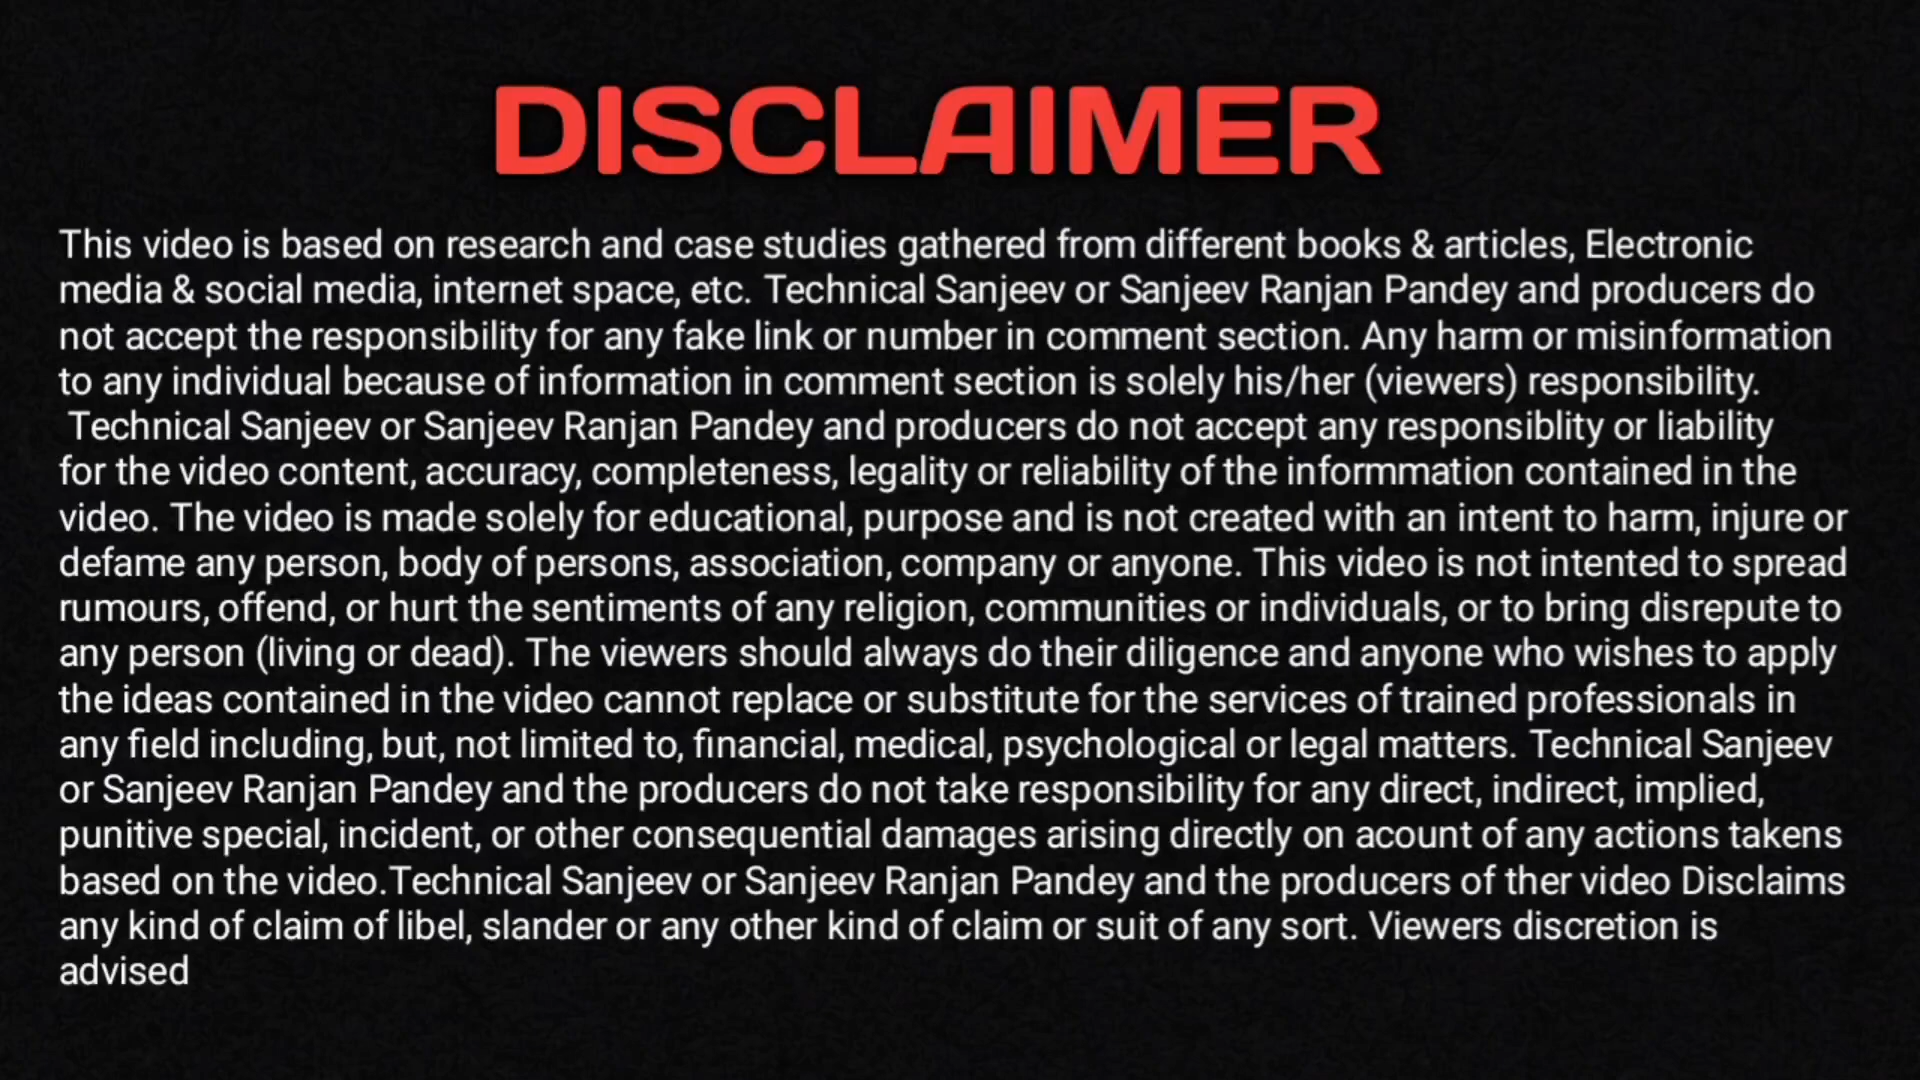 DISCLAIMER
This video is based on research and case studies gathered from different books & articles, Electronic
media & social media, internet space, etc. Technical Sanjeev or Sanjeev Ranjan Pandey and producers do
not accept the responsibility for any fake link or number in comment section. Any harm or misinformation
to any individual because of information in comment section is solely his/her (viewers) responsibility.
Technical Sanjeev or Sanjeev Ranjan Pandey and producers do not accept any responsiblity or liability
for the video content, accuracy, completeness, legality or reliability of the informmation contained in the
video. The video is made solely for educational, purpose and is not created with an intent to harm, injure or
defame any person, body of persons, association, company or anyone. This video is not intented to spread
rumours, offend, or hurt the sentiments of any religion, communities or individuals, or to bring disrepute to
any person (living or dead). The viewers should always do their diligence and anyone who wishes to apply
the ideas contained in the video cannot replace or substitute for the services of trained professionals in
any field including, but, not limited to, financial, medical, psychological or legal matters. Technical Sanjeev
or Sanjeev Ranjan Pandey and the producers do not take responsibility for any direct, indirect, implied,
punitive special, incident, or other consequential damages arising directly on acount of any actions takens
based on the video.Technical Sanjeev or Sanjeev Ranjan Pandey and the producers of ther video Disclaims
any kind of claim of libel, slander or any other kind of claim or suit of any sort. Viewers discretion is
advised